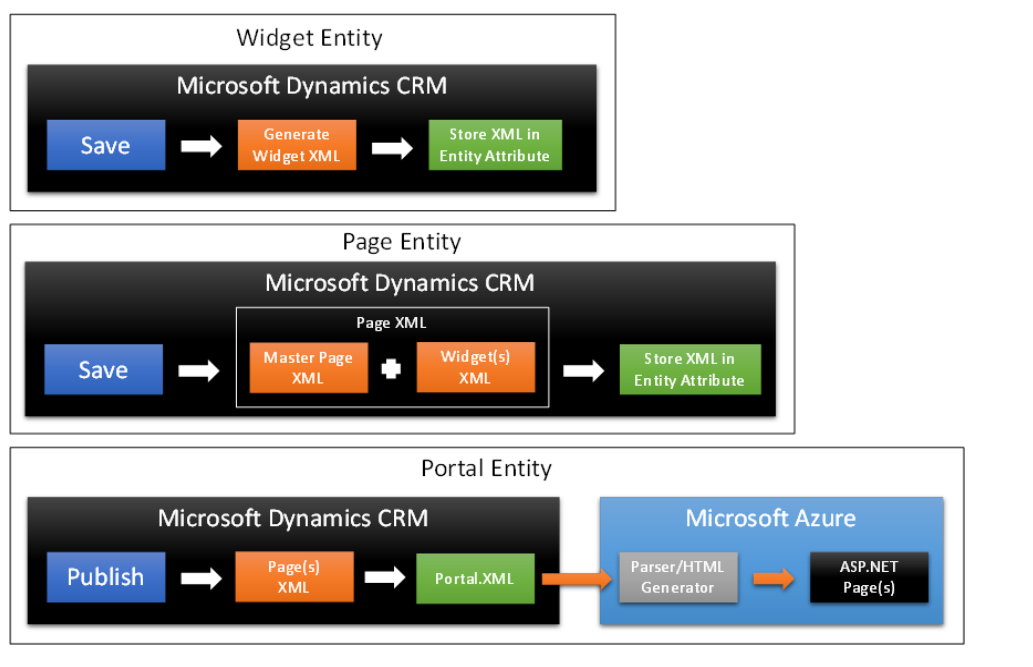 Widget Entity
Microsoft Dynamics CRM
Save
Generate
Widget XML
Store XML in
Entity Attribute
Page Entity
Microsoft Dynamics CRM
Page XML
Save
Master Page
XML
Widget(s)
XML
Store XML in
Entity Attribute
Portal Entity
Microsoft Dynamics CRM
Publish
Page(s)
XML
Portal.XML
Microsoft Azure
Parser/HTML
Generator
ASP.NET
Page(s)